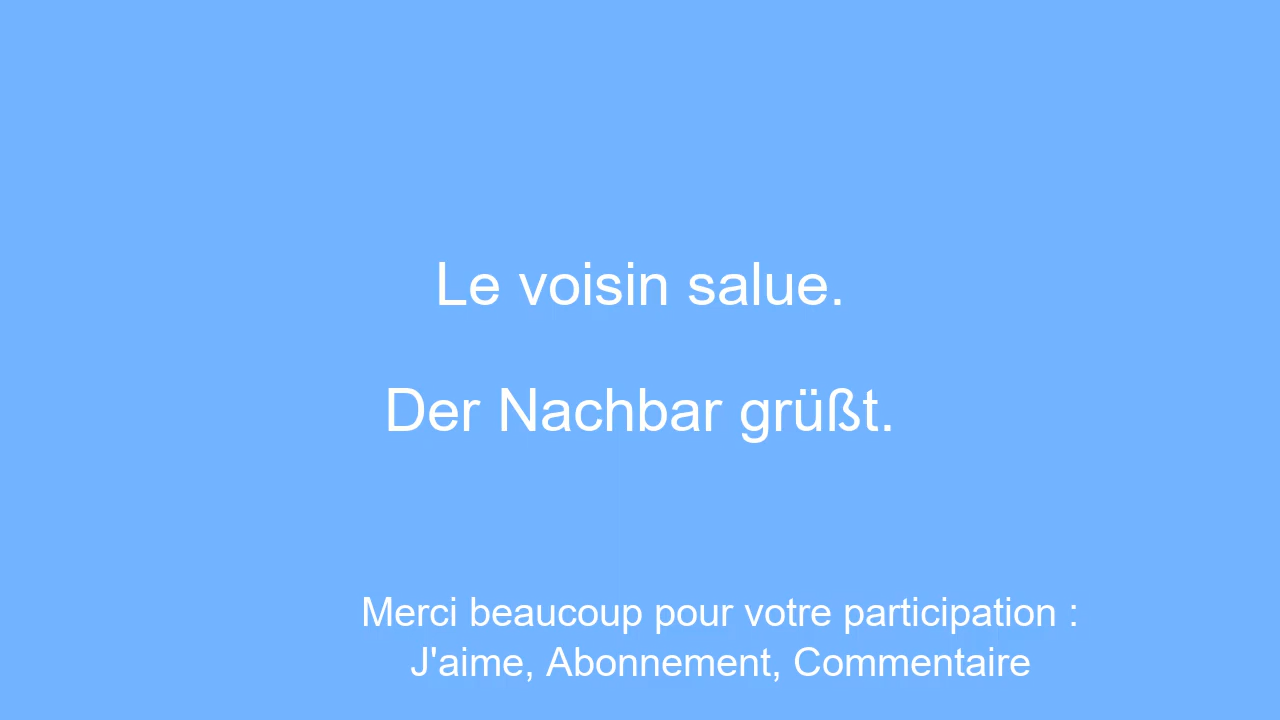 Le voisin salue.
Der Nachbar grüßt.
Merci beaucoup pour votre participation :
J'aime, Abonnement, Commentaire